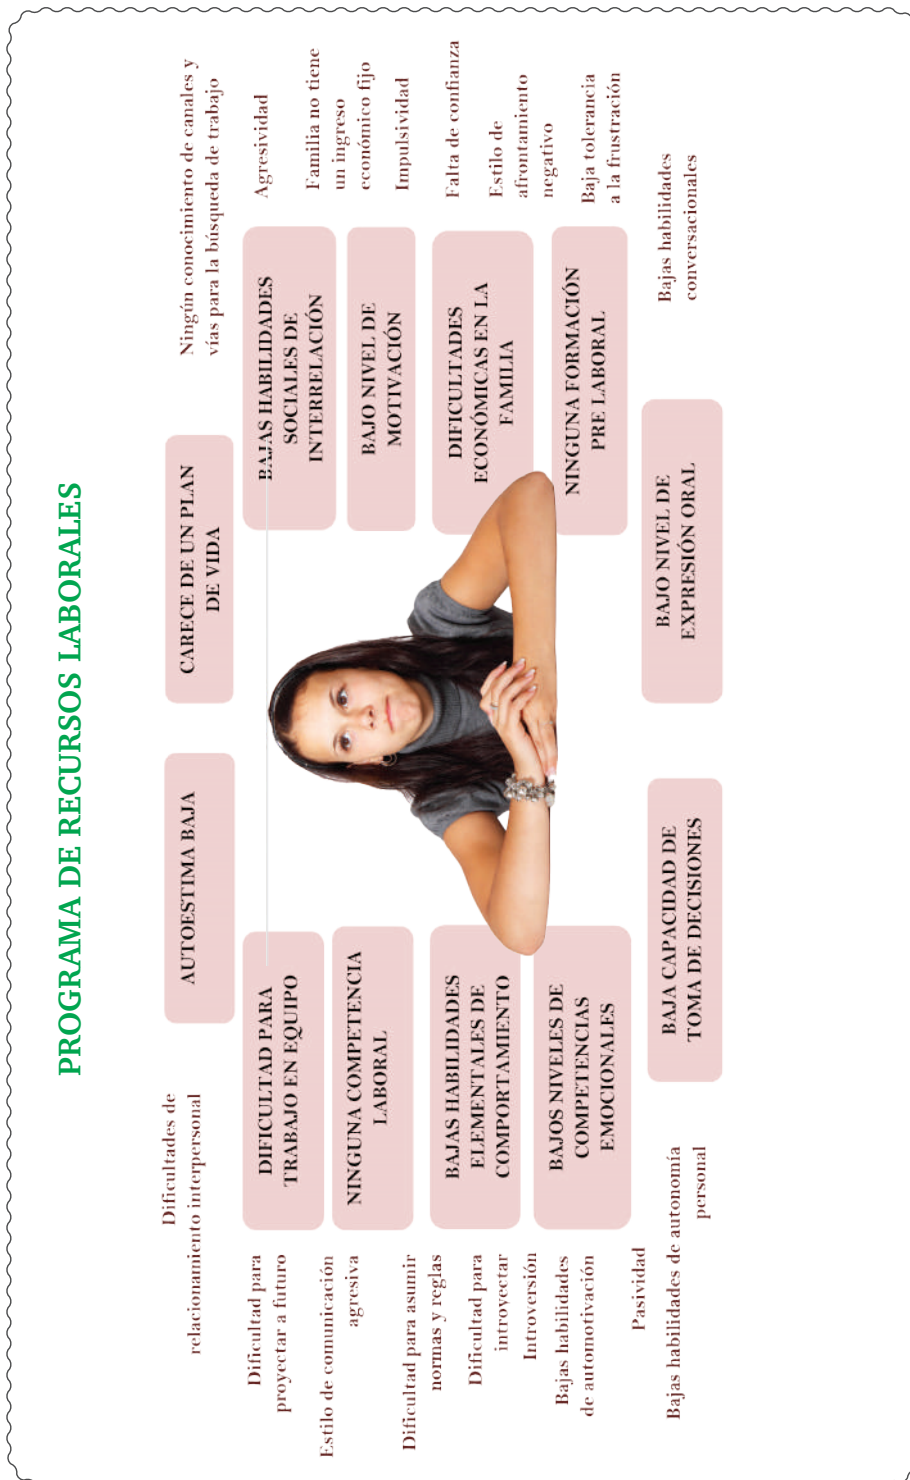 PROGRAMA DE RECURSOS LABORALES
Dificultades de
relacionamiento interpersonal
AUTOESTIMA BAJA
CARECE DE UN PLAN
DE VIDA
Ningún conocimiento de canales y
vías para la búsqueda de trabajo
Dificultad para
proyectar a futuro
DIFICULTAD PARA
TRABAJO EN EQUIPO
BAJAS HABILIDADES
SOCIALES DE
INTERRELACIÓN
Agresividad
Familia no tiene
un ingreso
económico fijo
Estilo de comunicación
agresiva
NINGUNA COMPETENCIA
LABORAL
BAJO NIVEL DE
MOTIVACIÓN
Impulsividad
Dificultad para asumir
normas y reglas
BAJAS HABILIDADES
ELEMENTALES DE
COMPORTAMIENTO
DIFICULTADES
ECONÓMICAS EN LA
FAMILIA
Falta de confianza
Estilo de
afrontamiento
negativo
Dificultad para
introyectar
Introversión
Bajas habilidades
de automotivación
BAJOS NIVELES DE
COMPETENCIAS
EMOCIONALES
NINGUNA FORMACIÓN
PRE LABORAL
Baja tolerancia
a la frustración
Pasividad
Bajas habilidades de autonomía
personal
BAJA CAPACIDAD DE
TOMA DE DECISIONES
BAJO NIVEL DE
EXPRESIÓN ORAL
Bajas habilidades
conversacionales